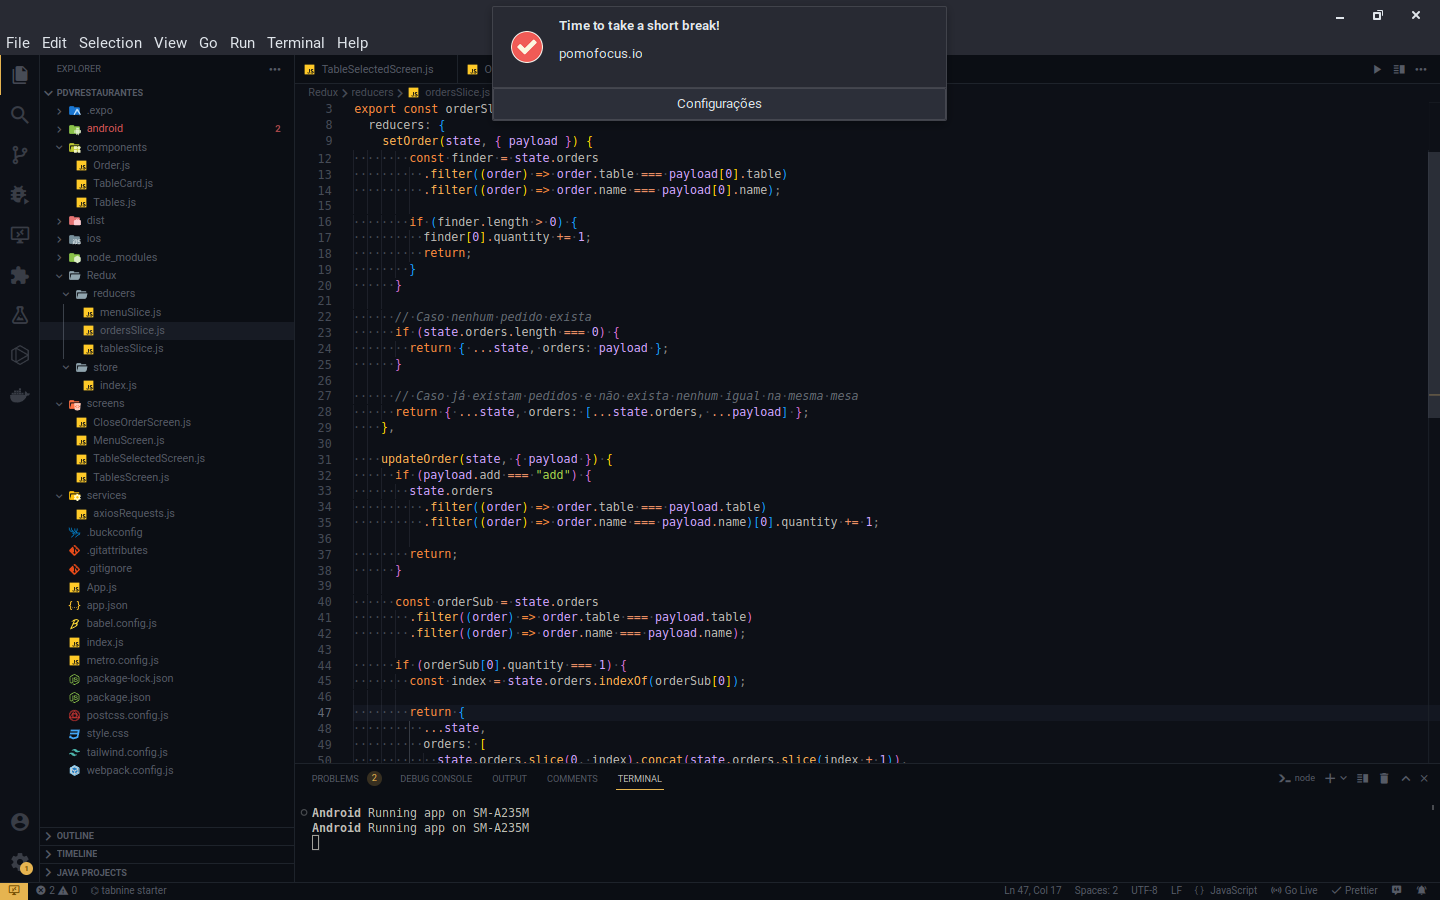 Time to take a short break!
pomofocus.io
Configurações
File Edit Selection View Go Run Terminal Help
EXPLORER
PDVRESTAURANTES
.expo
android 2
components
Order.js
TableCard.js
Tables.js
dist
ios
node_modules
Redux
reducers
menuSlice.js
ordersSlice.js
tablesSlice.js
store
index.js
screens
CloseOrderScreen.js
MenuScreen.js
TableSelectedScreen.js
TablesScreen.js
services
axiosRequests.js
.buckconfig
.gitattributes
.gitignore
App.js
app.json
babel.config.js
index.js
metro.config.js
package-lock.json
package.json
postcss.config.js
style.css
tailwind.config.js
webpack.config.js
OUTLINE
TIMELINE
JAVA PROJECTS
TableSelectedScreen.js
Redux > reducers > ordersSlice.js
3 export const orderSl
8 reducers: {
9 setOrder(state, { payload }) {
12 const finder = state.orders
13 .filter((order) => order.table === payload[0].table)
14 .filter((order) => order.name === payload[0].name);
15
16 if (finder.length > 0) {
17 finder[0].quantity += 1;
18 return;
19 }
20 }
21
22 // Caso nenhum pedido exista
23 if (state.orders.length === 0) {
24 return { ...state, orders: payload };
25 }
26
27 // Caso já existam pedidos e não exista nenhum igual na mesma mesa
28 return { ...state, orders: [...state.orders, ...payload] };
29 },
30
31 updateOrder(state, { payload }) {
32 if (payload.add === "add") {
33 state.orders
34 .filter((order) => order.table === payload.table)
35 .filter((order) => order.name === payload.name)[0].quantity += 1;
36
37 return;
38 }
39
40 const orderSub = state.orders
41 .filter((order) => order.table === payload.table)
42 .filter((order) => order.name === payload.name);
43
44 if (orderSub[0].quantity === 1) {
45 const index = state.orders.indexOf(orderSub[0]);
46
47 return {
48 ...state,
49 orders: [
50 state.orders.slice(0, index).concat(state.orders.slice(index + 1)),
PROBLEMS 2 DEBUG CONSOLE OUTPUT COMMENTS TERMINAL
node
Android Running app on SM-A235M
Android Running app on SM-A235M
2 0 tabnine starter
Ln 47, Col 17 Spaces: 2 UTF-8 LF {} JavaScript Go Live Prettier